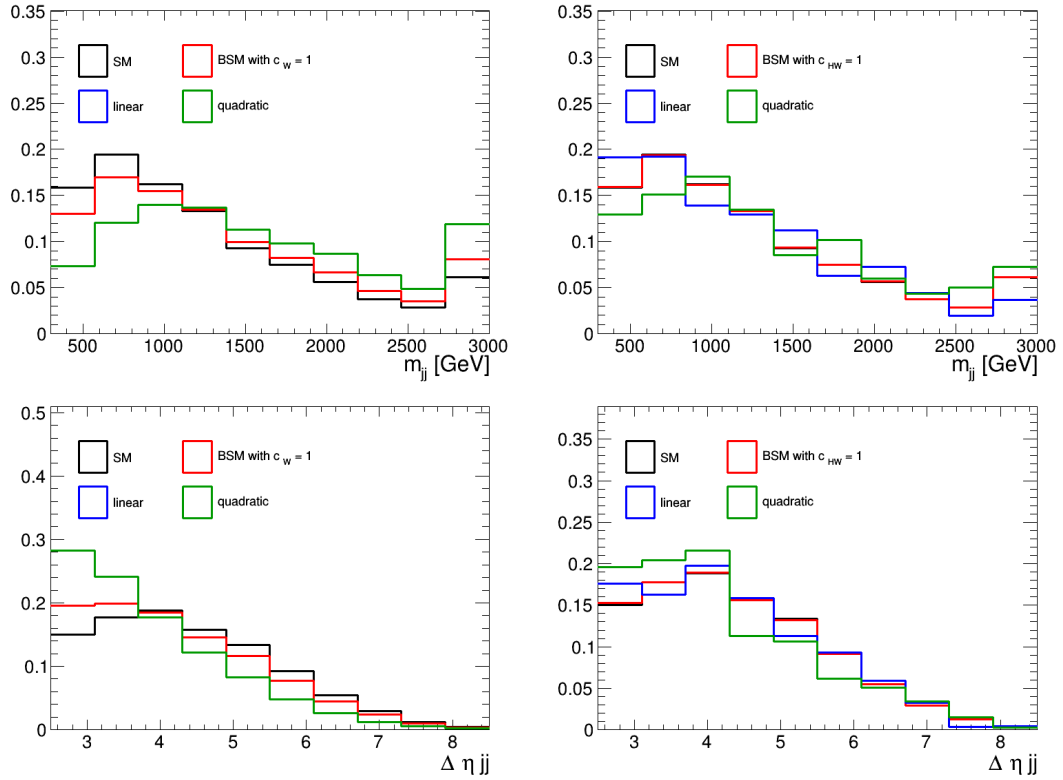 0.35
0.3
0.25
0.2
0.15
0.1
0.05
0
SM
BSM with c W = 1
linear
quadratic
500 1000 1500 2000 2500 3000
m jj [GeV]
0.35
0.3
0.25
0.2
0.15
0.1
0.05
0
SM
BSM with c HW = 1
linear
quadratic
500 1000 1500 2000 2500 3000
m jj [GeV]
0.5
0.4
0.3
0.2
0.1
0
SM
BSM with c W = 1
linear
quadratic
3 4 5 6 7 8
Δ η jj
0.35
0.3
0.25
0.2
0.15
0.1
0.05
0
SM
BSM with c HW = 1
linear
quadratic
3 4 5 6 7 8
Δ η jj